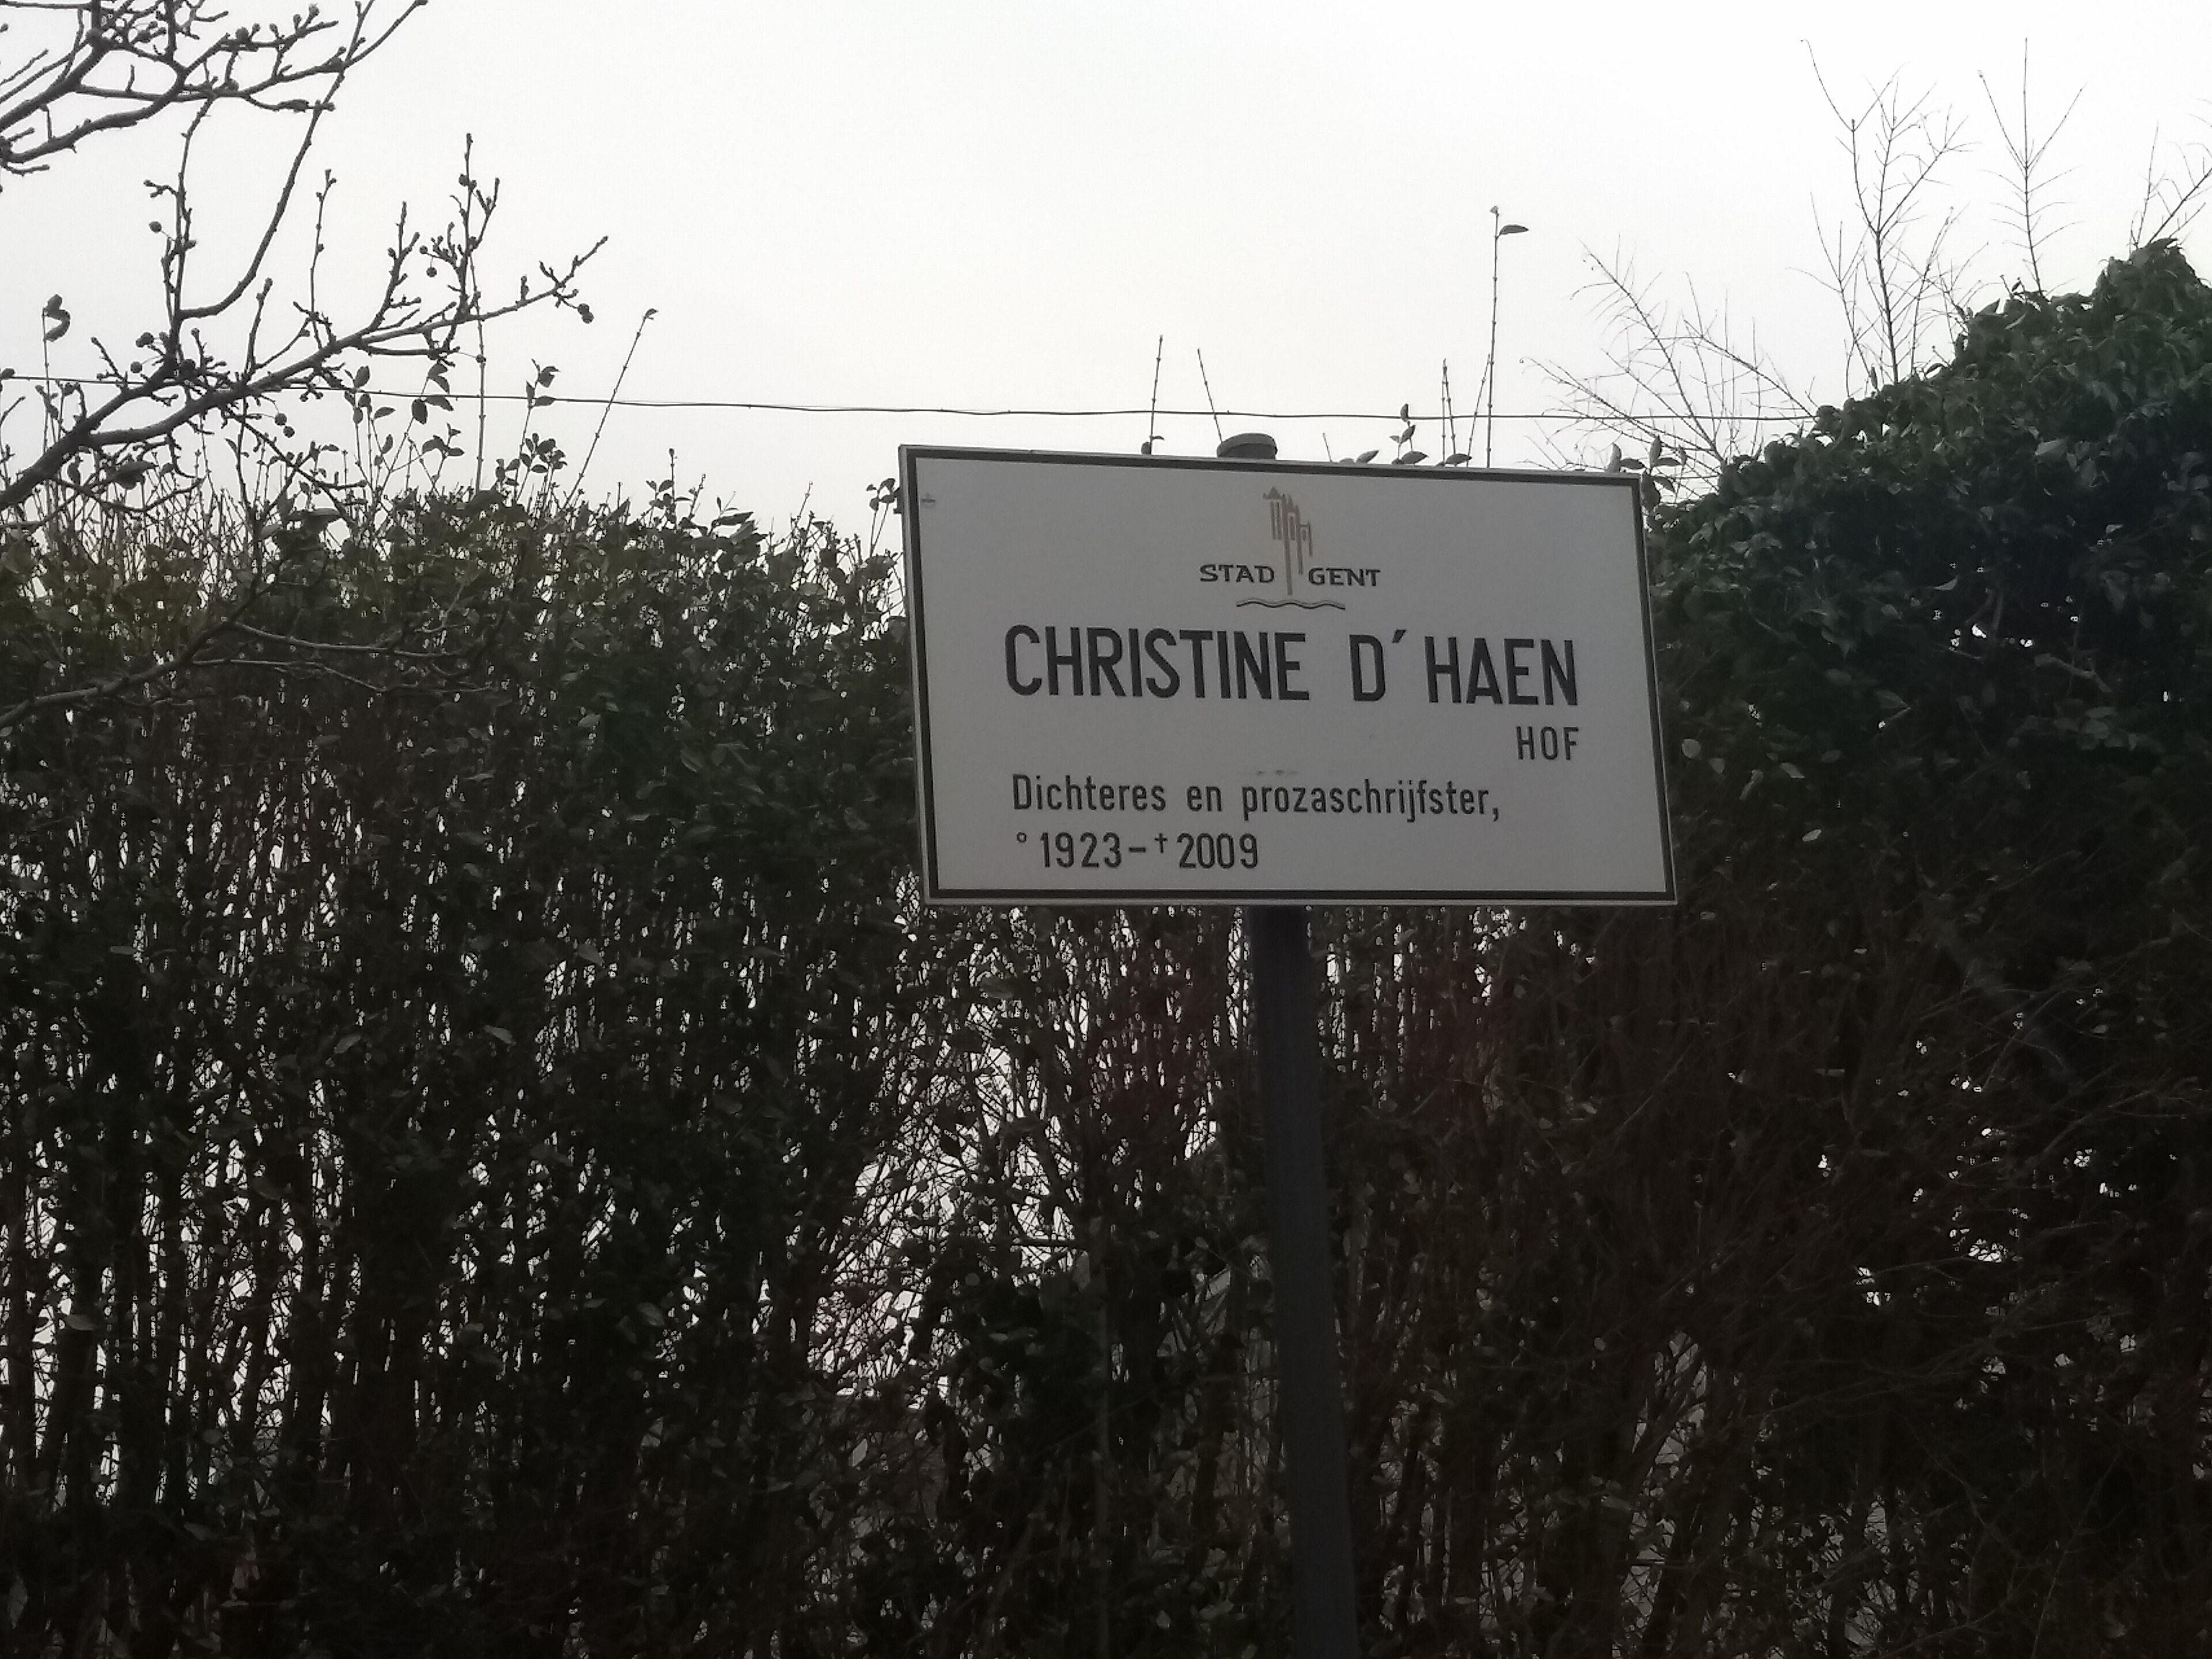 STAD GENT
CHRISTINE D´HAEN
HOF
Dichteres en prozaschrijfster,
°1923-†2009